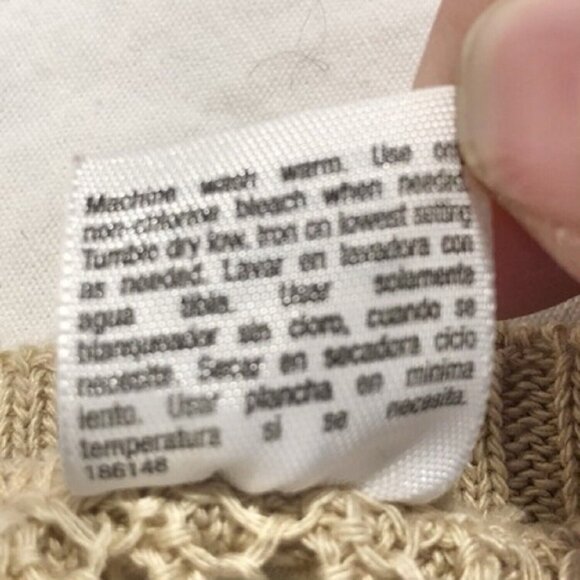 Machine wash warm. Use only
non-chlorine bleach when needed.
Tumble dry low. Iron on lowest setting
as needed. Lavar en lavadora con
agua tibia. Usar solamente
blanqueador sin cloro, cuando se
necesite. Secar en secadora ciclo
lento. Usar plancha en minima
temperatura si se necesita.
186148